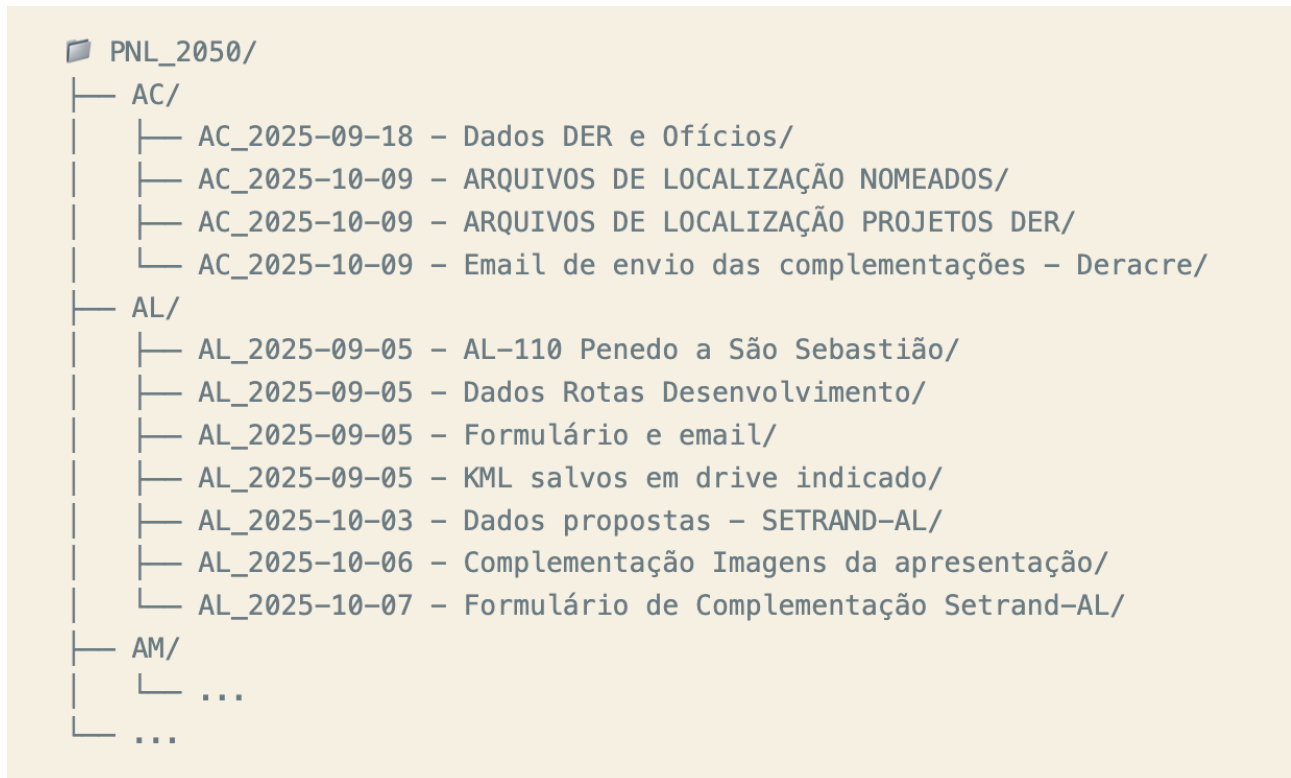 PNL_2050/
├── AC/
│   ├── AC_2025-09-18 - Dados DER e Ofícios/
│   ├── AC_2025-10-09 - ARQUIVOS DE LOCALIZAÇÃO NOMEADOS/
│   ├── AC_2025-10-09 - ARQUIVOS DE LOCALIZAÇÃO PROJETOS DER/
│   └── AC_2025-10-09 - Email de envio das complementações - Deracre/
├── AL/
│   ├── AL_2025-09-05 - AL-110 Penedo a São Sebastião/
│   ├── AL_2025-09-05 - Dados Rotas Desenvolvimento/
│   ├── AL_2025-09-05 - Formulário e email/
│   ├── AL_2025-09-05 - KML salvos em drive indicado/
│   ├── AL_2025-10-03 - Dados propostas - SETRAND-AL/
│   ├── AL_2025-10-06 - Complementação Imagens da apresentação/
│   └── AL_2025-10-07 - Formulário de Complementação Setrand-AL/
├── AM/
│   └── ...
└── ...